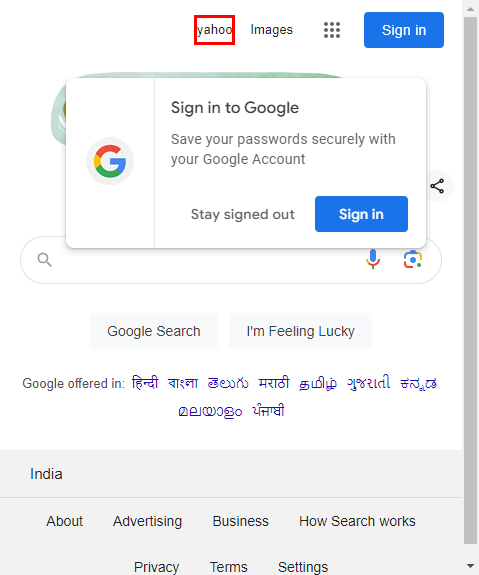 yahoo Images Sign in
Sign in to Google
Save your passwords securely with
your Google Account
Stay signed out Sign in
Google Search I'm Feeling Lucky
Google offered in: हिन्दी বাংলা తెలుగు मराठी தமிழ் ગુજરાતી ಕನ್ನಡ
മലയാളം ਪੰਜਾਬੀ
India
About Advertising Business How Search works
Privacy Terms Settings